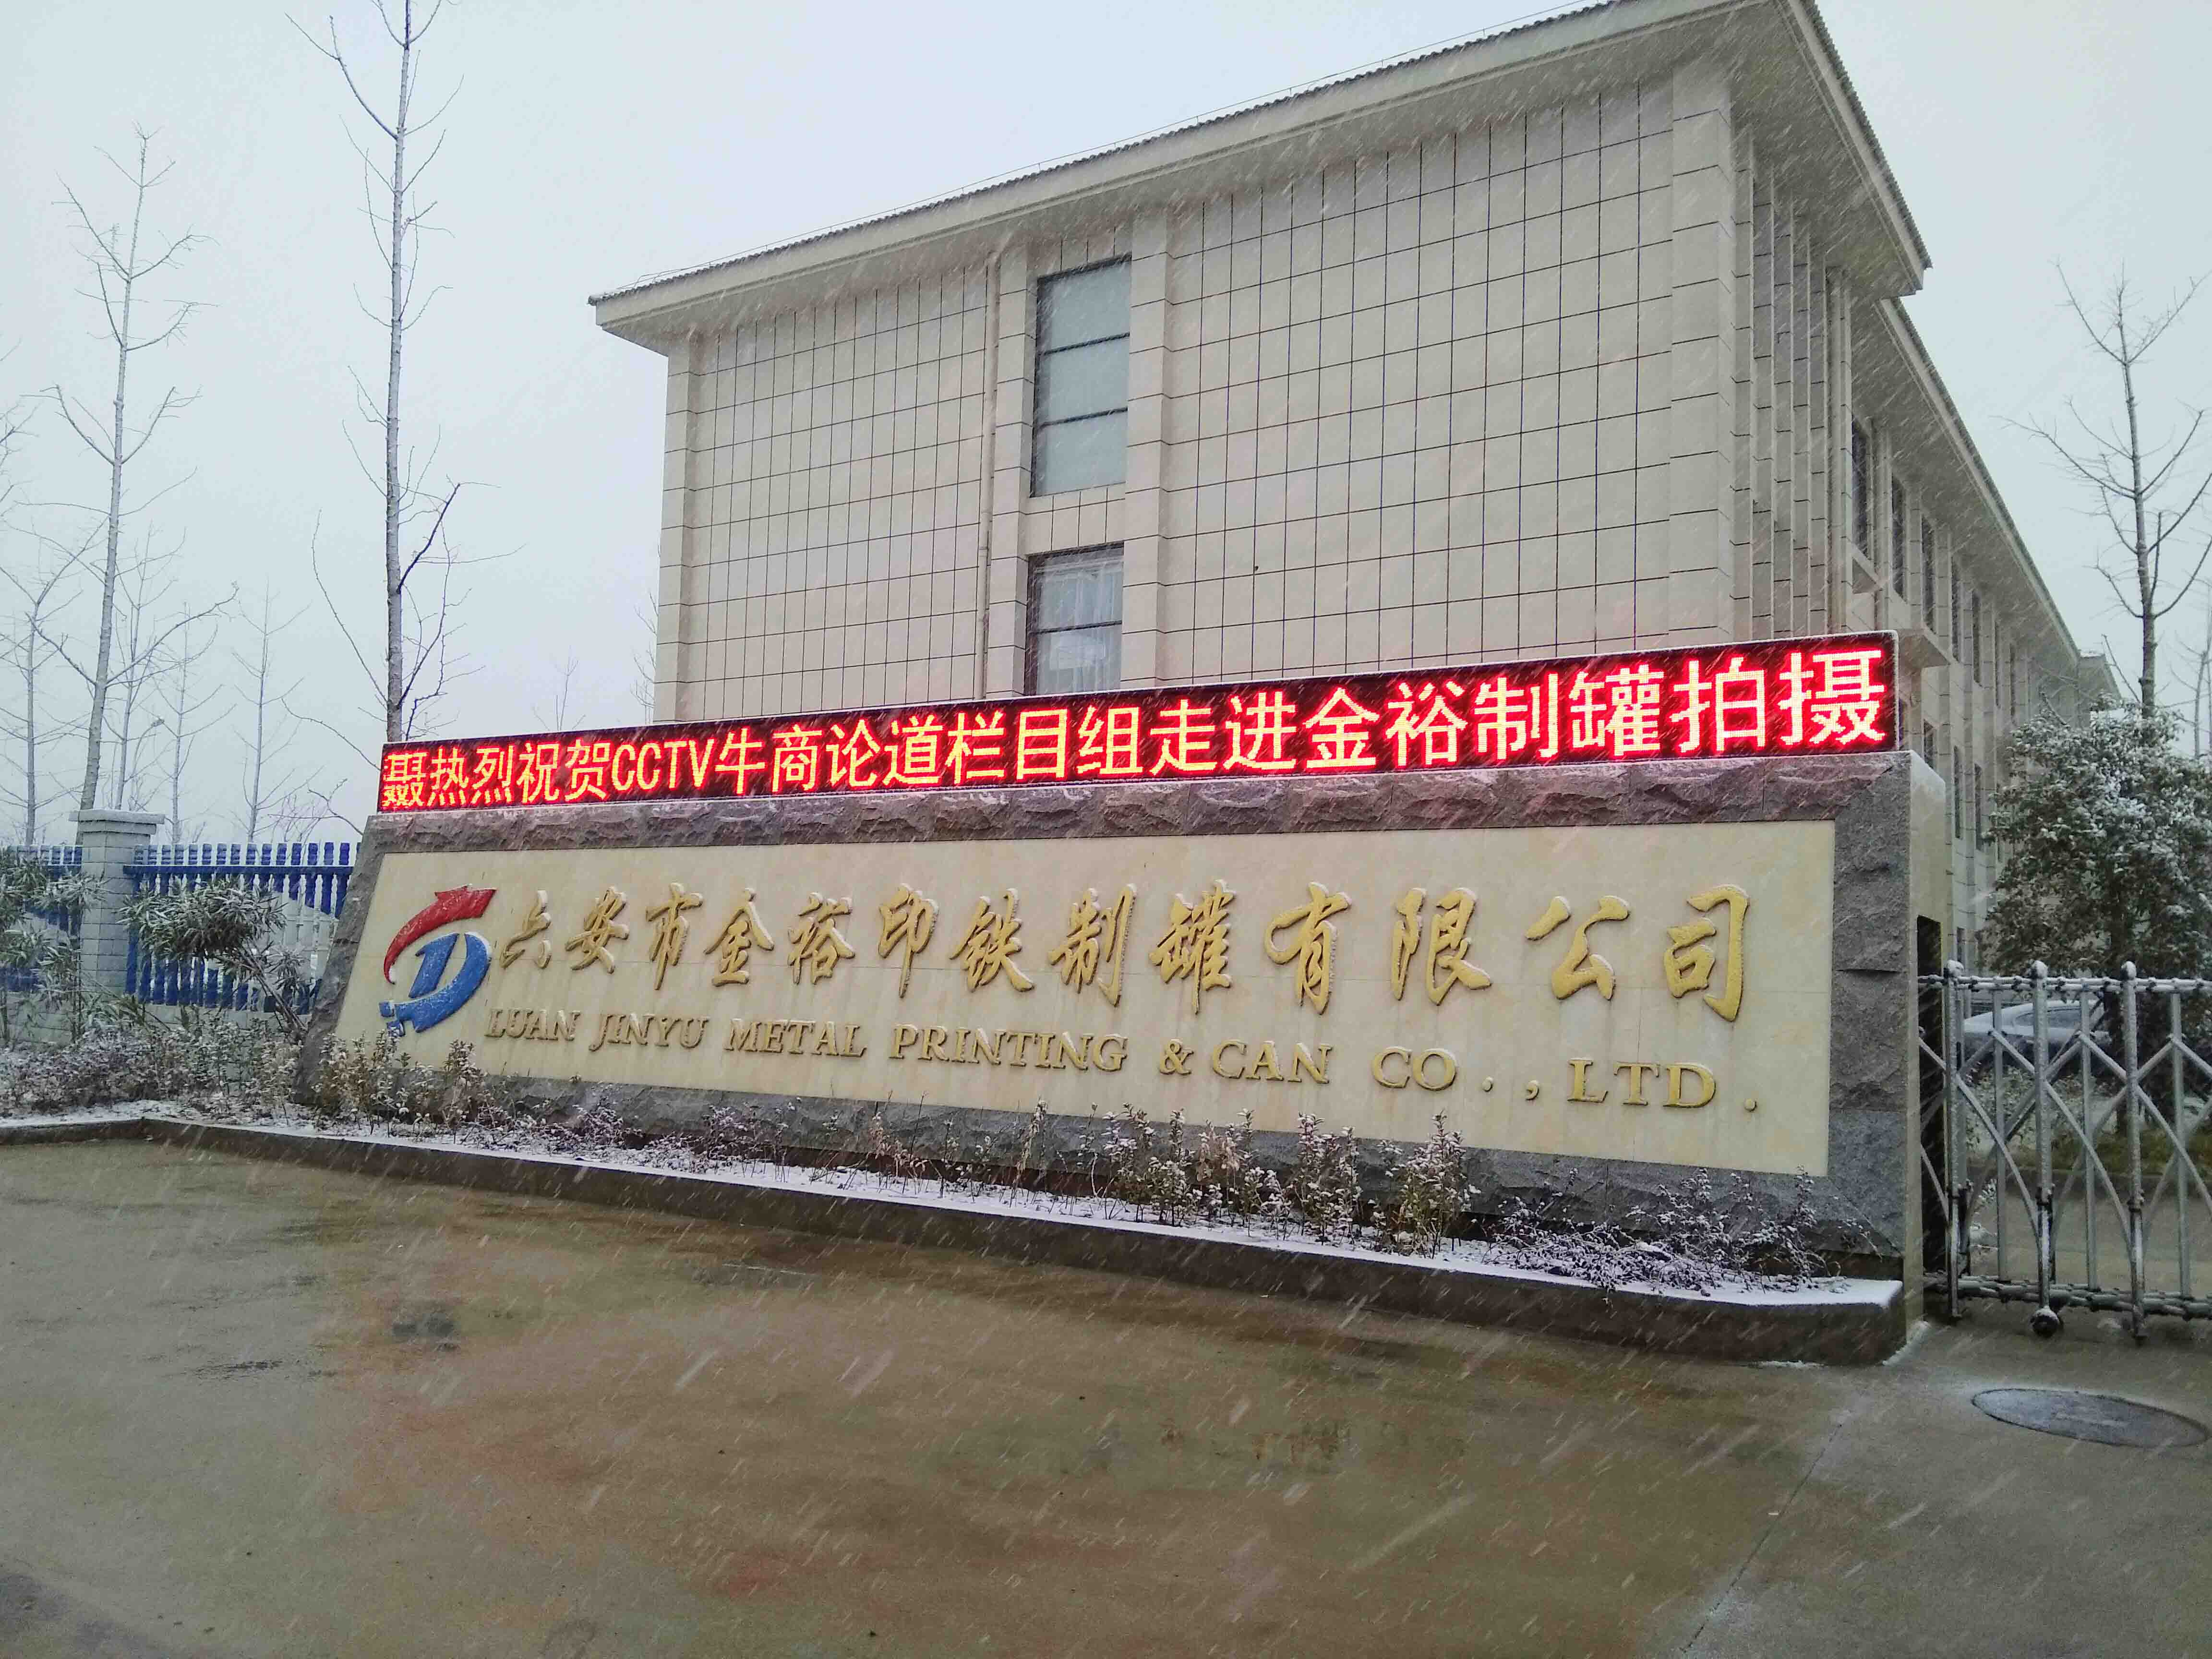 聂热烈祝贺CCTV牛商论道栏目组走进金裕制罐拍摄
六安市金裕印铁制罐有限公司
LUAN JINYU METAL PRINTING & CAN CO., LTD.